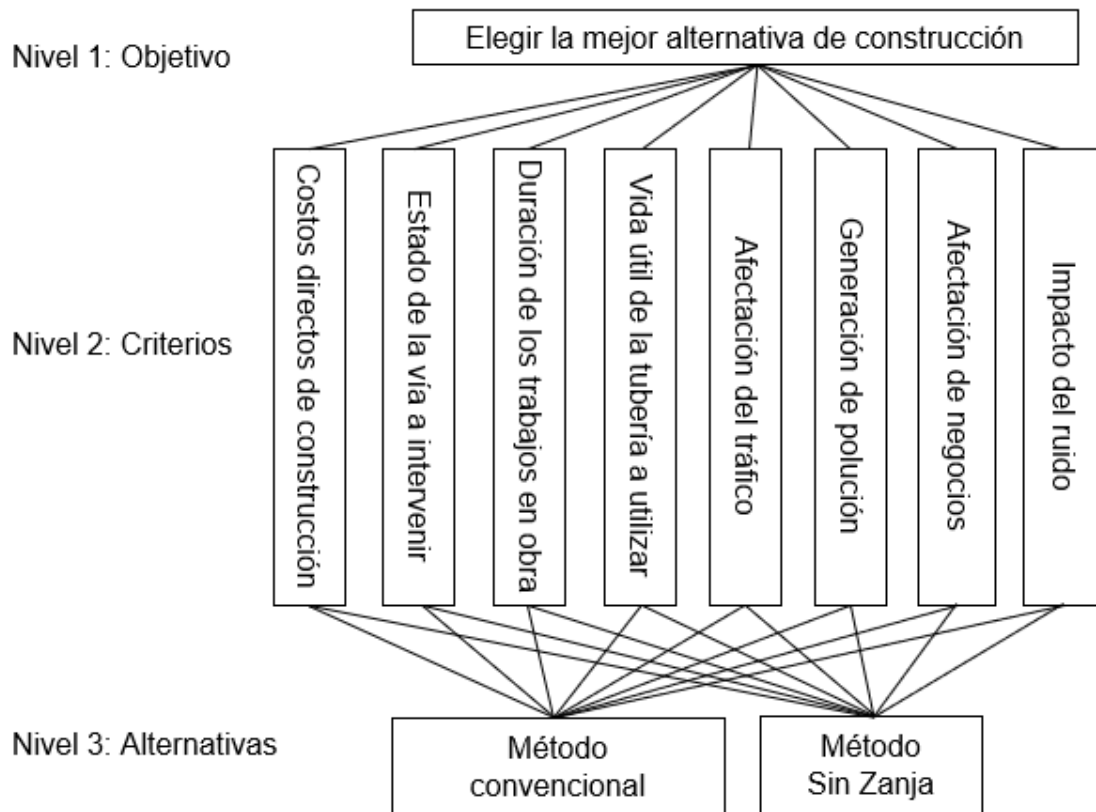 Nivel 1: Objetivo
Elegir la mejor alternativa de construcción
Nivel 2: Criterios
Costos directos de construcción
Estado de la vía a intervenir
Duración de los trabajos en obra
Vida útil de la tubería a utilizar
Afectación del tráfico
Generación de polución
Afectación de negocios
Impacto del ruido
Nivel 3: Alternativas
Método
convencional
Método
Sin Zanja